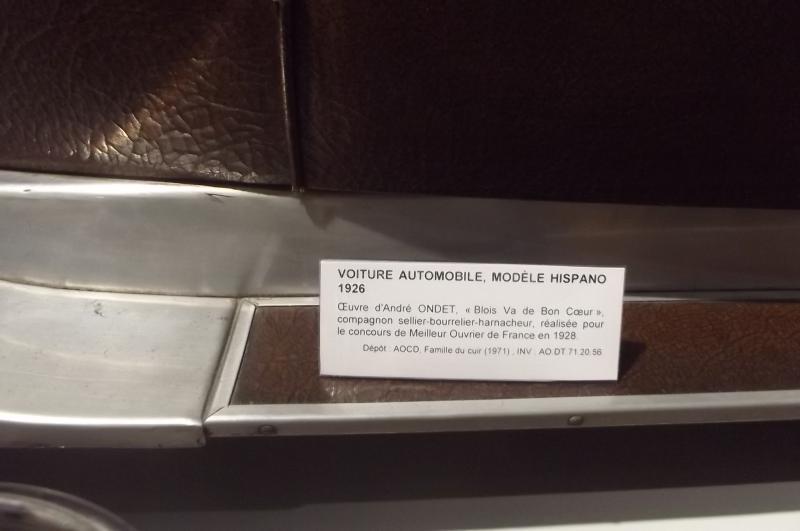 VOITURE AUTOMOBILE, MODÈLE HISPANO
1926
Œuvre d'André ONDET, « Blois Va de Bon Cœur »,
compagnon sellier-bourrelier-harnacheur, réalisée pour
le concours de Meilleur Ouvrier de France en 1928.
Dépôt : AOCD, Famille du cuir (1971) , INV : AO.DT.71.20.56